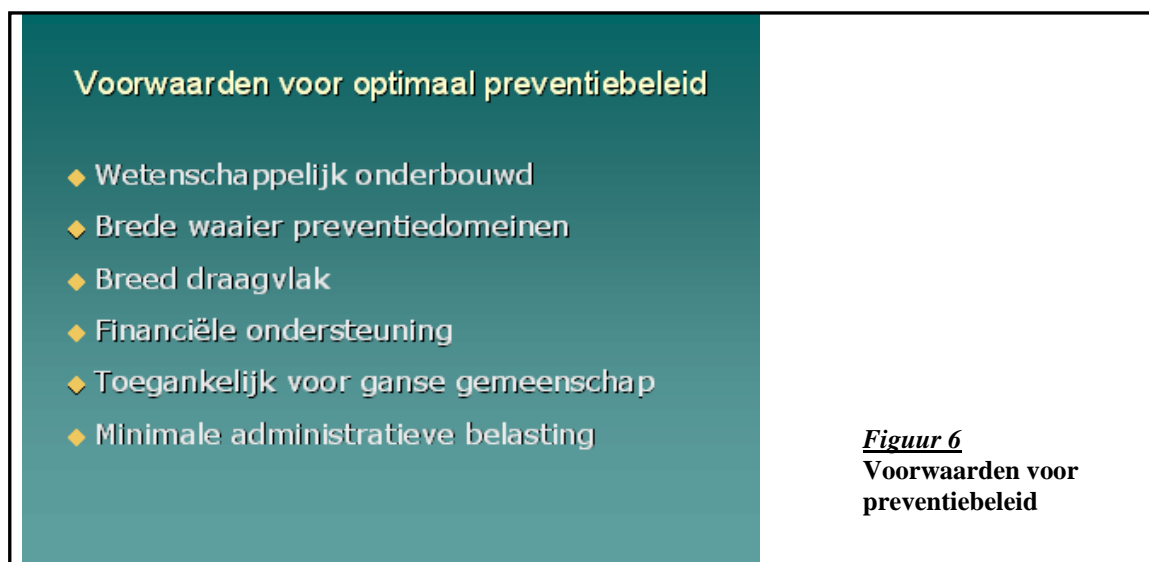 Voorwaarden voor optimaal preventiebeleid
Wetenschappelijk onderbouwd
Brede waaier preventiedomeinen
Breed draagvlak
Financiële ondersteuning
Toegankelijk voor ganse gemeenschap
Minimale administratieve belasting
Figuur 6
Voorwaarden voor
preventiebeleid